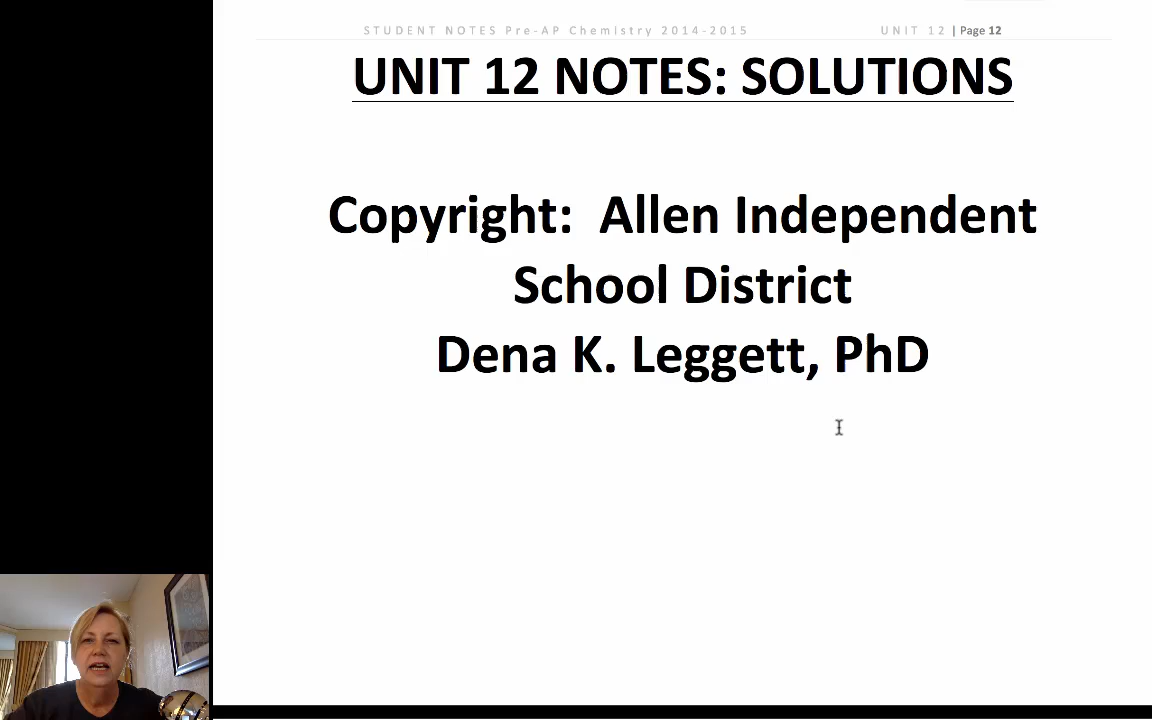 STUDENT NOTES Pre-AP Chemistry 2014-2015 UNIT 12 | Page 12
UNIT 12 NOTES: SOLUTIONS
Copyright: Allen Independent
School District
Dena K. Leggett, PhD